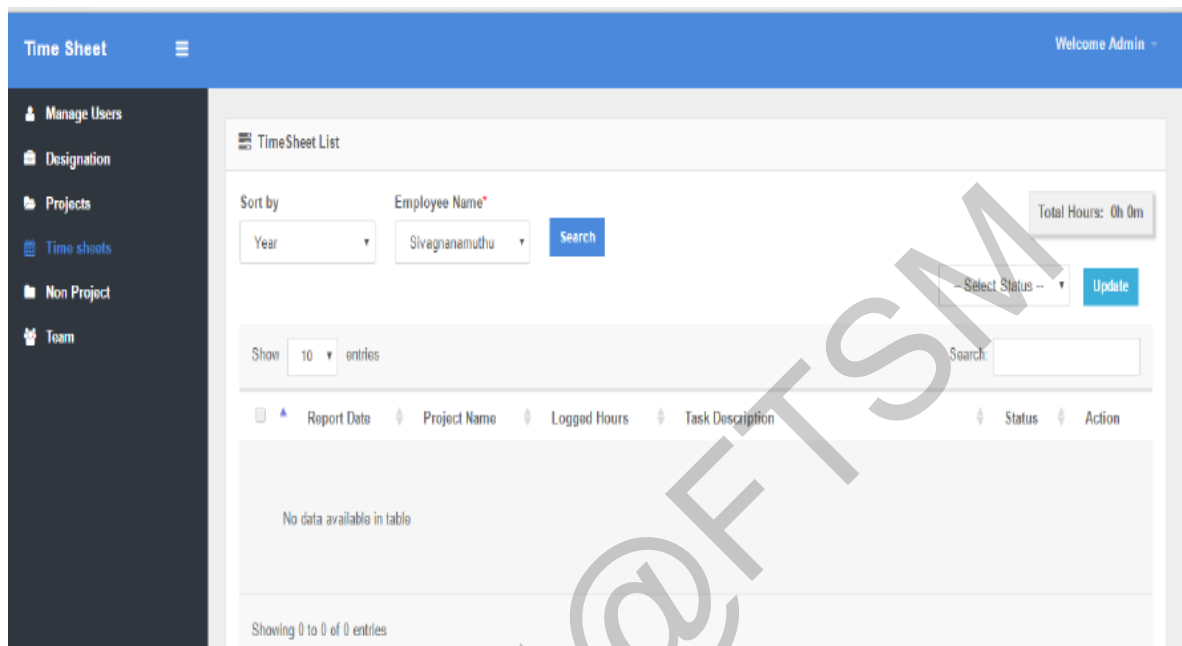 Time Sheet
Welcome Admin
Manage Users
Designation
Projects
Time sheets
Non Project
Team
TimeSheet List
Sort by
Employee Name*
Year
Sivagnanamuthu
Search
Total Hours: 0h 0m
-- Select Status --
Update
Show 10 entries
Search:
Report Date Project Name Logged Hours Task Description Status Action
No data available in table
Showing 0 to 0 of 0 entries
@FTSM